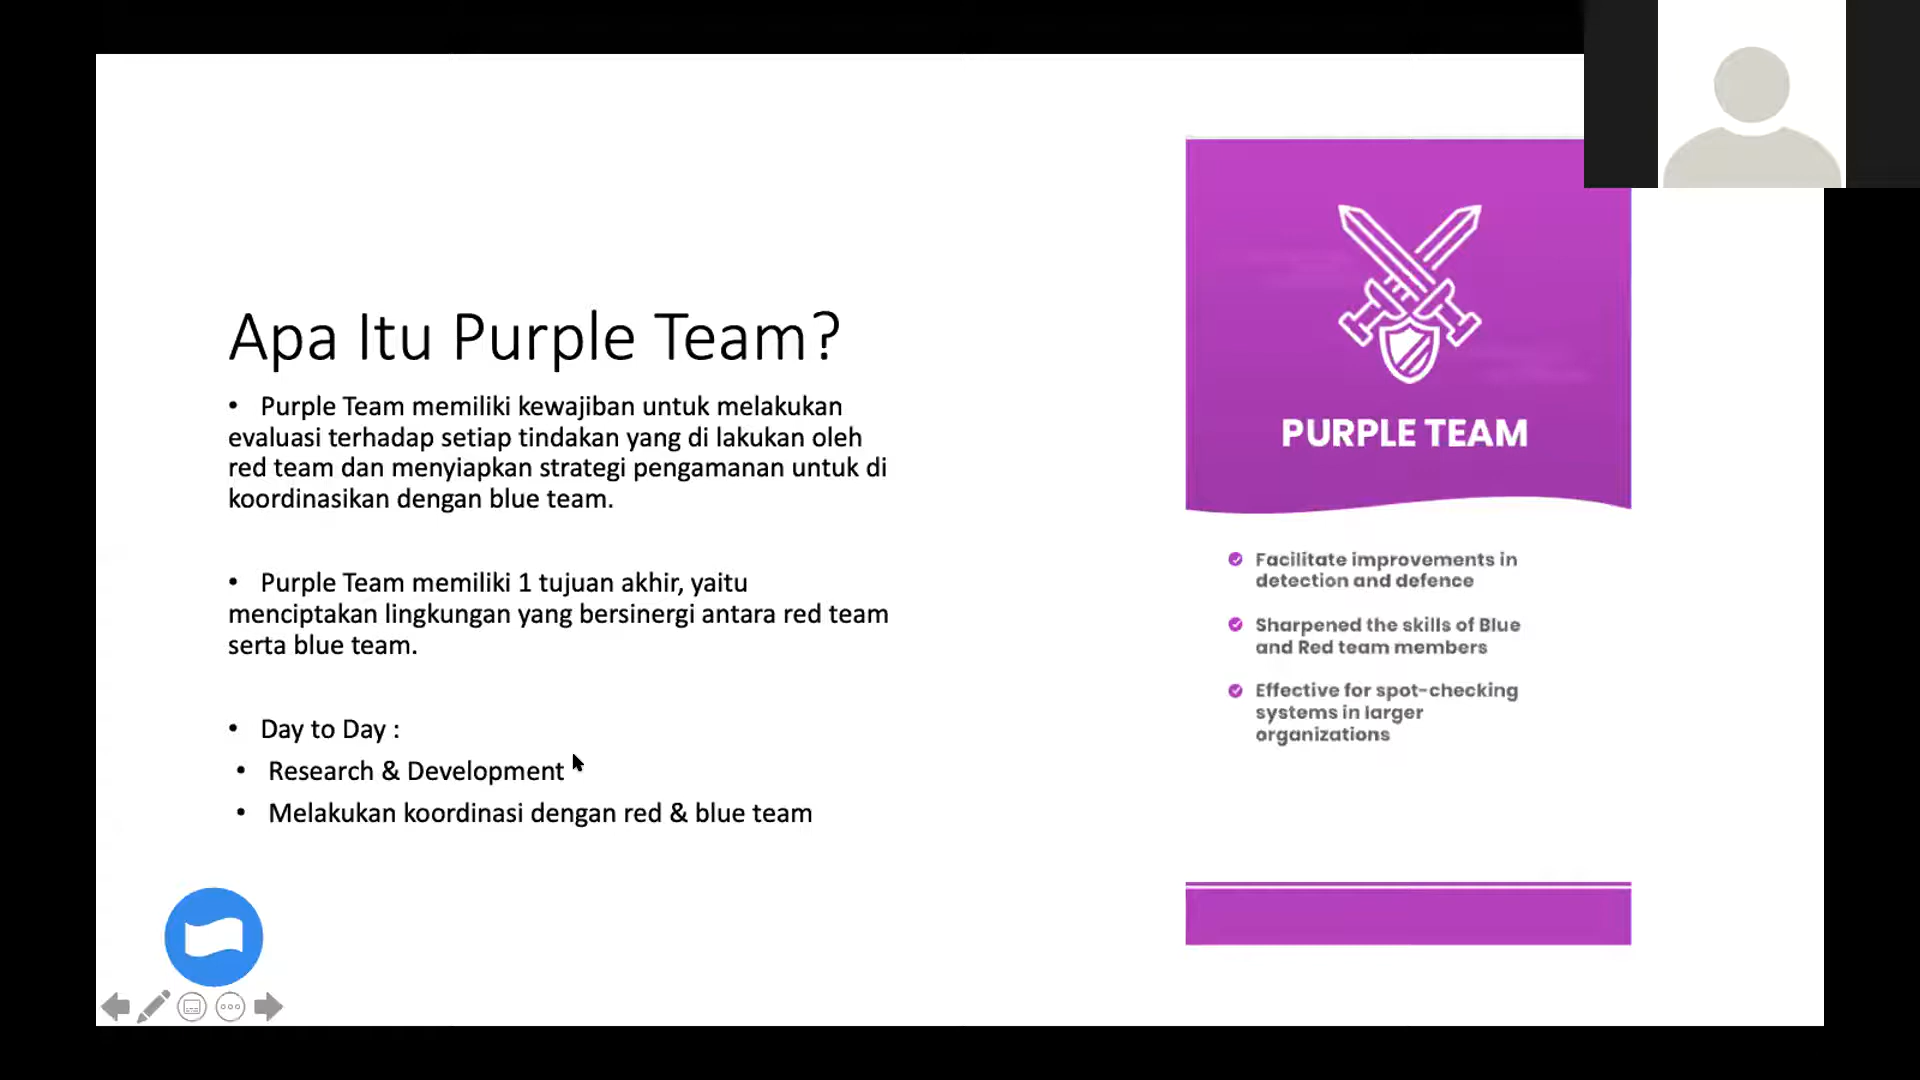 Apa Itu Purple Team?
• Purple Team memiliki kewajiban untuk melakukan
evaluasi terhadap setiap tindakan yang di lakukan oleh
red team dan menyiapkan strategi pengamanan untuk di
koordinasikan dengan blue team.
• Purple Team memiliki 1 tujuan akhir, yaitu
menciptakan lingkungan yang bersinergi antara red team
serta blue team.
• Day to Day :
• Research & Development
• Melakukan koordinasi dengan red & blue team
PURPLE TEAM
Facilitate improvements in
detection and defence
Sharpened the skills of Blue
and Red team members
Effective for spot-checking
systems in larger
organizations